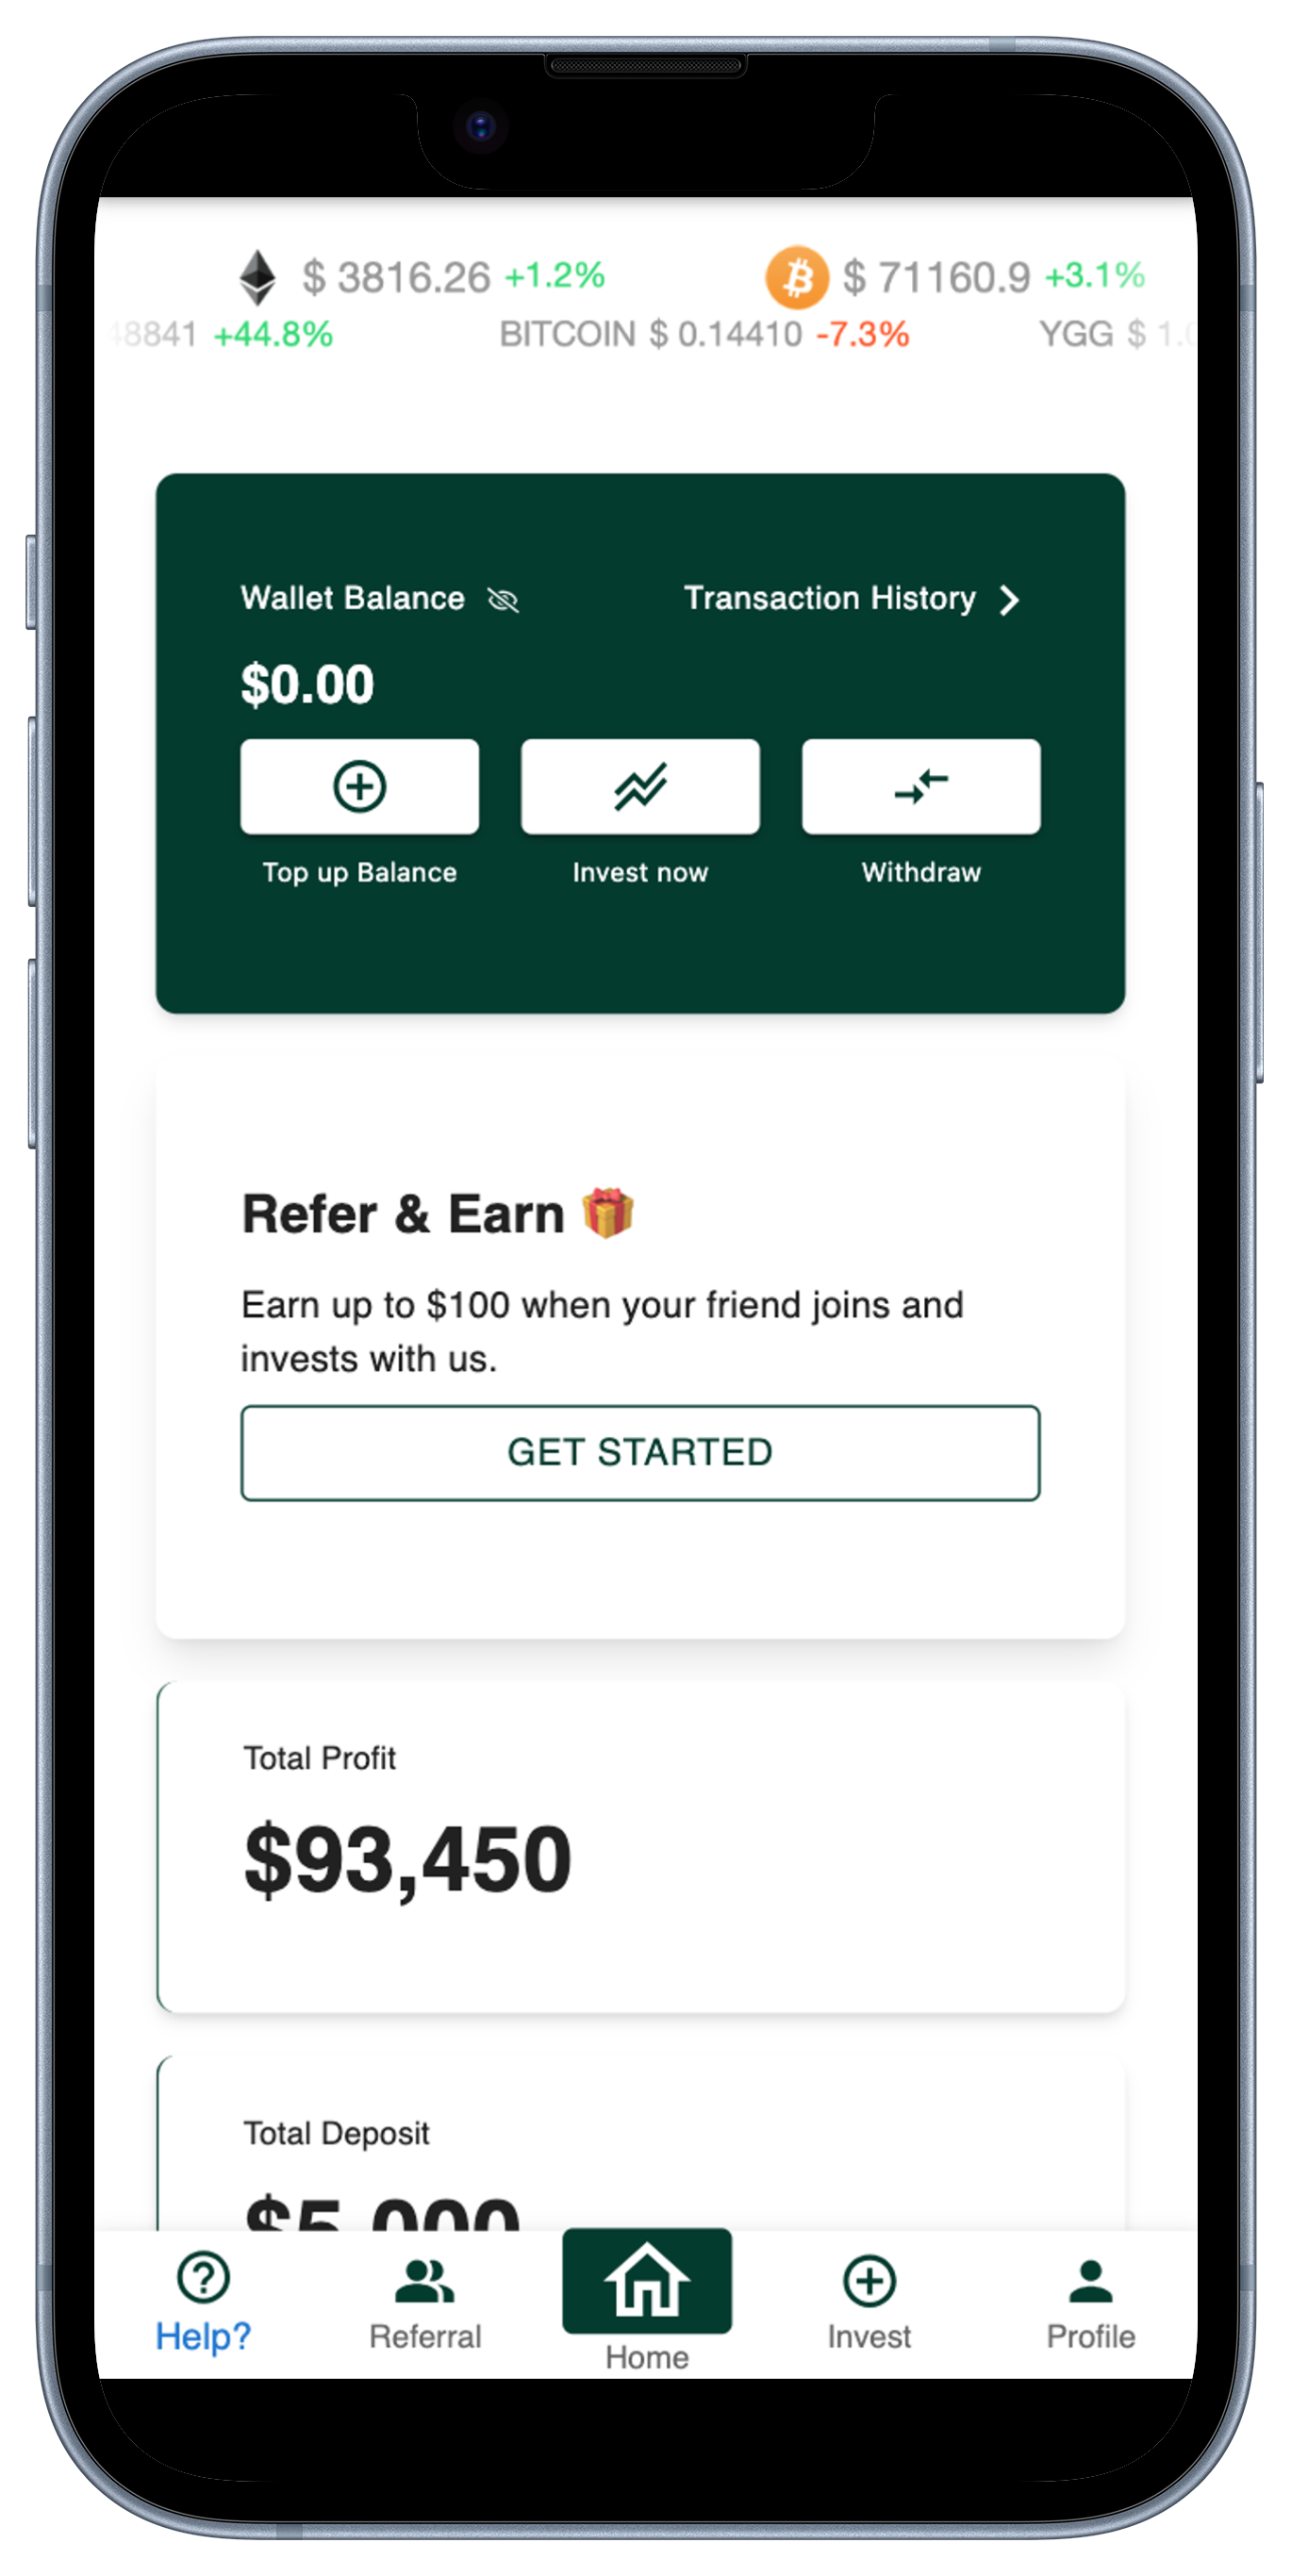 $ 3816.26 +1.2% $ 71160.9 +3.1%
48841 +44.8% BITCOIN $ 0.14410 -7.3% YGG $ 1.0
Wallet Balance Transaction History
$0.00
Top up Balance Invest now Withdraw
Refer & Earn 🎁
Earn up to $100 when your friend joins and
invests with us.
GET STARTED
Total Profit
$93,450
Total Deposit
$5,000
Help? Referral Home Invest Profile